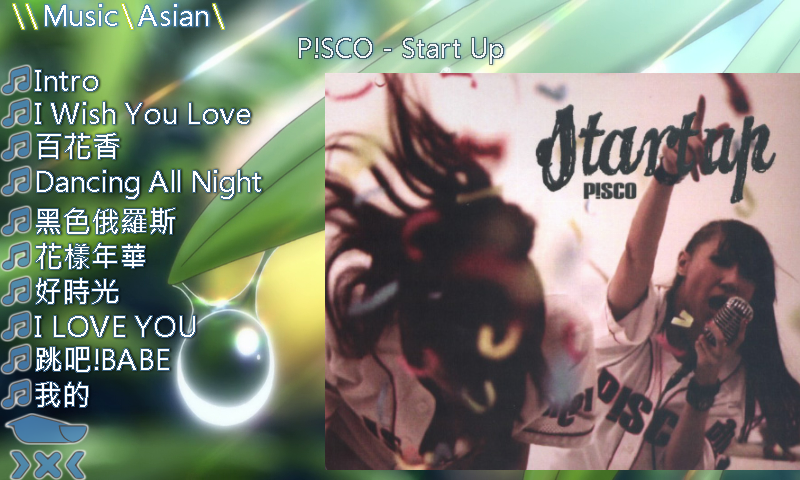 \\Music\Asian\
P!SCO - Start Up
Intro
I Wish You Love
百花香
Dancing All Night
黑色俄羅斯
花樣年華
好時光
I LOVE YOU
跳吧!BABE
我的
Startup
P!SCO
P!SC